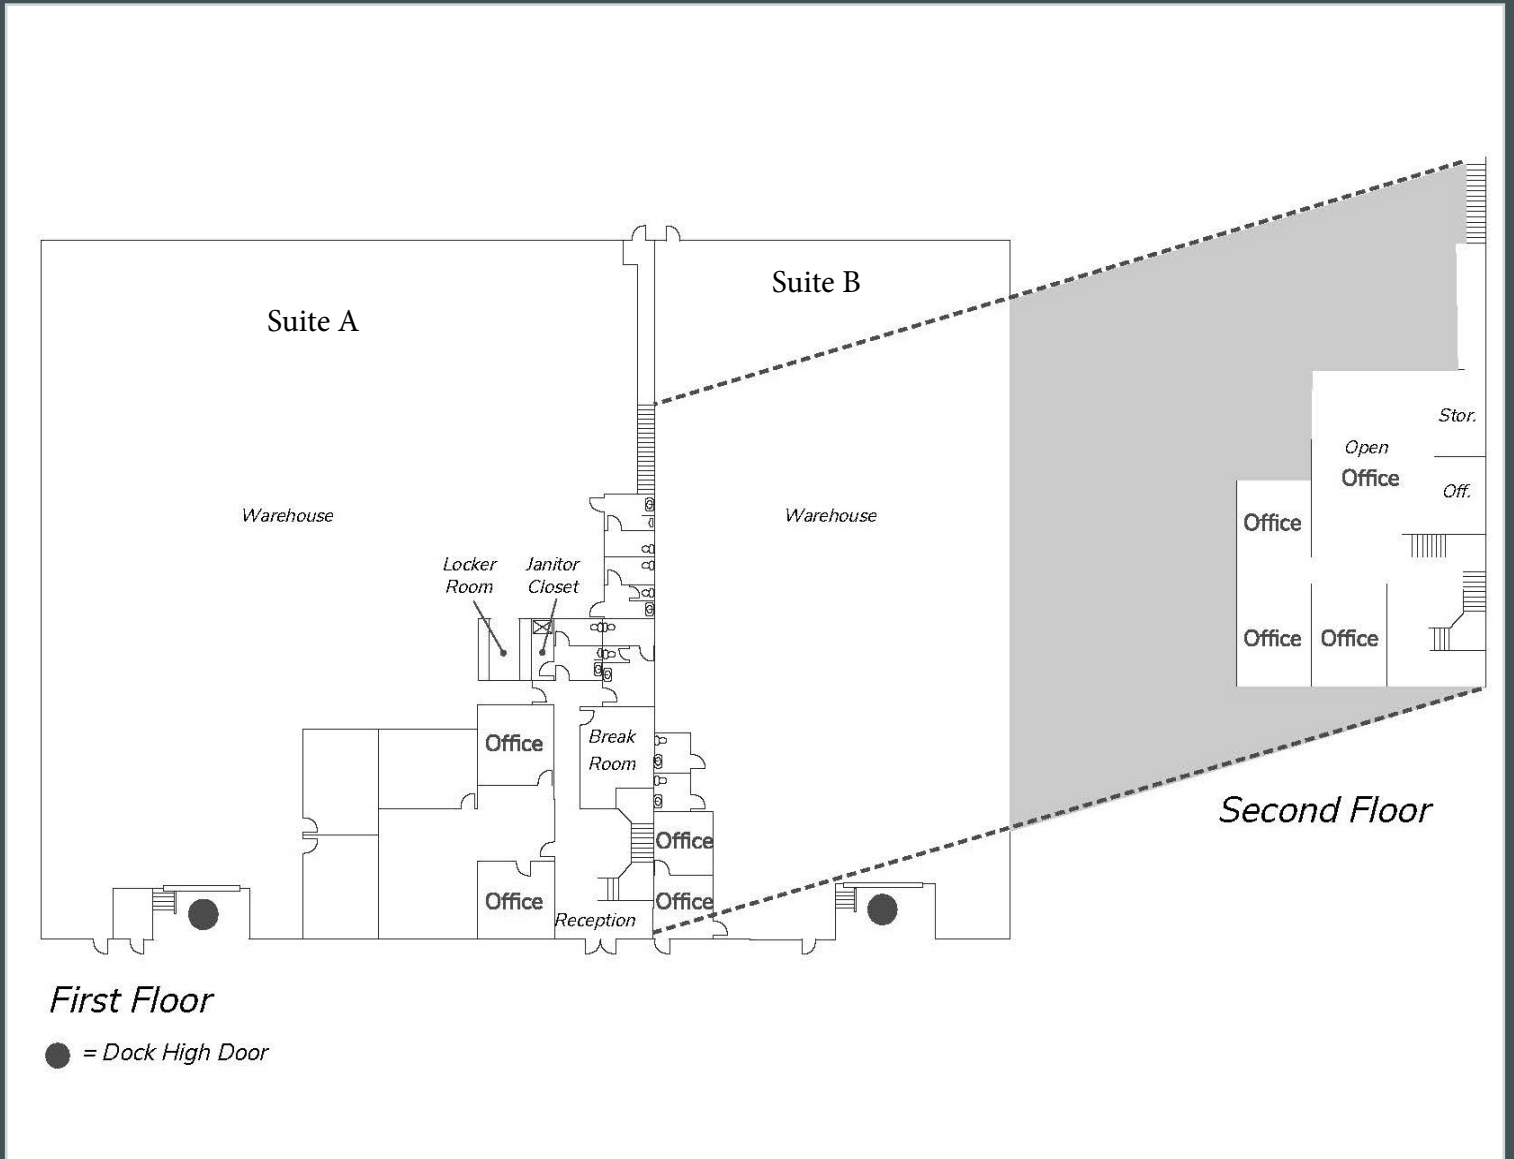 Suite B
Suite A
Stor.
Open
Office
Off.
Warehouse
Warehouse
Office
Locker
Room
Janitor
Closet
Office
Office
Office
Break
Room
Second Floor
Office
Office
Office
Reception
First Floor
= Dock High Door